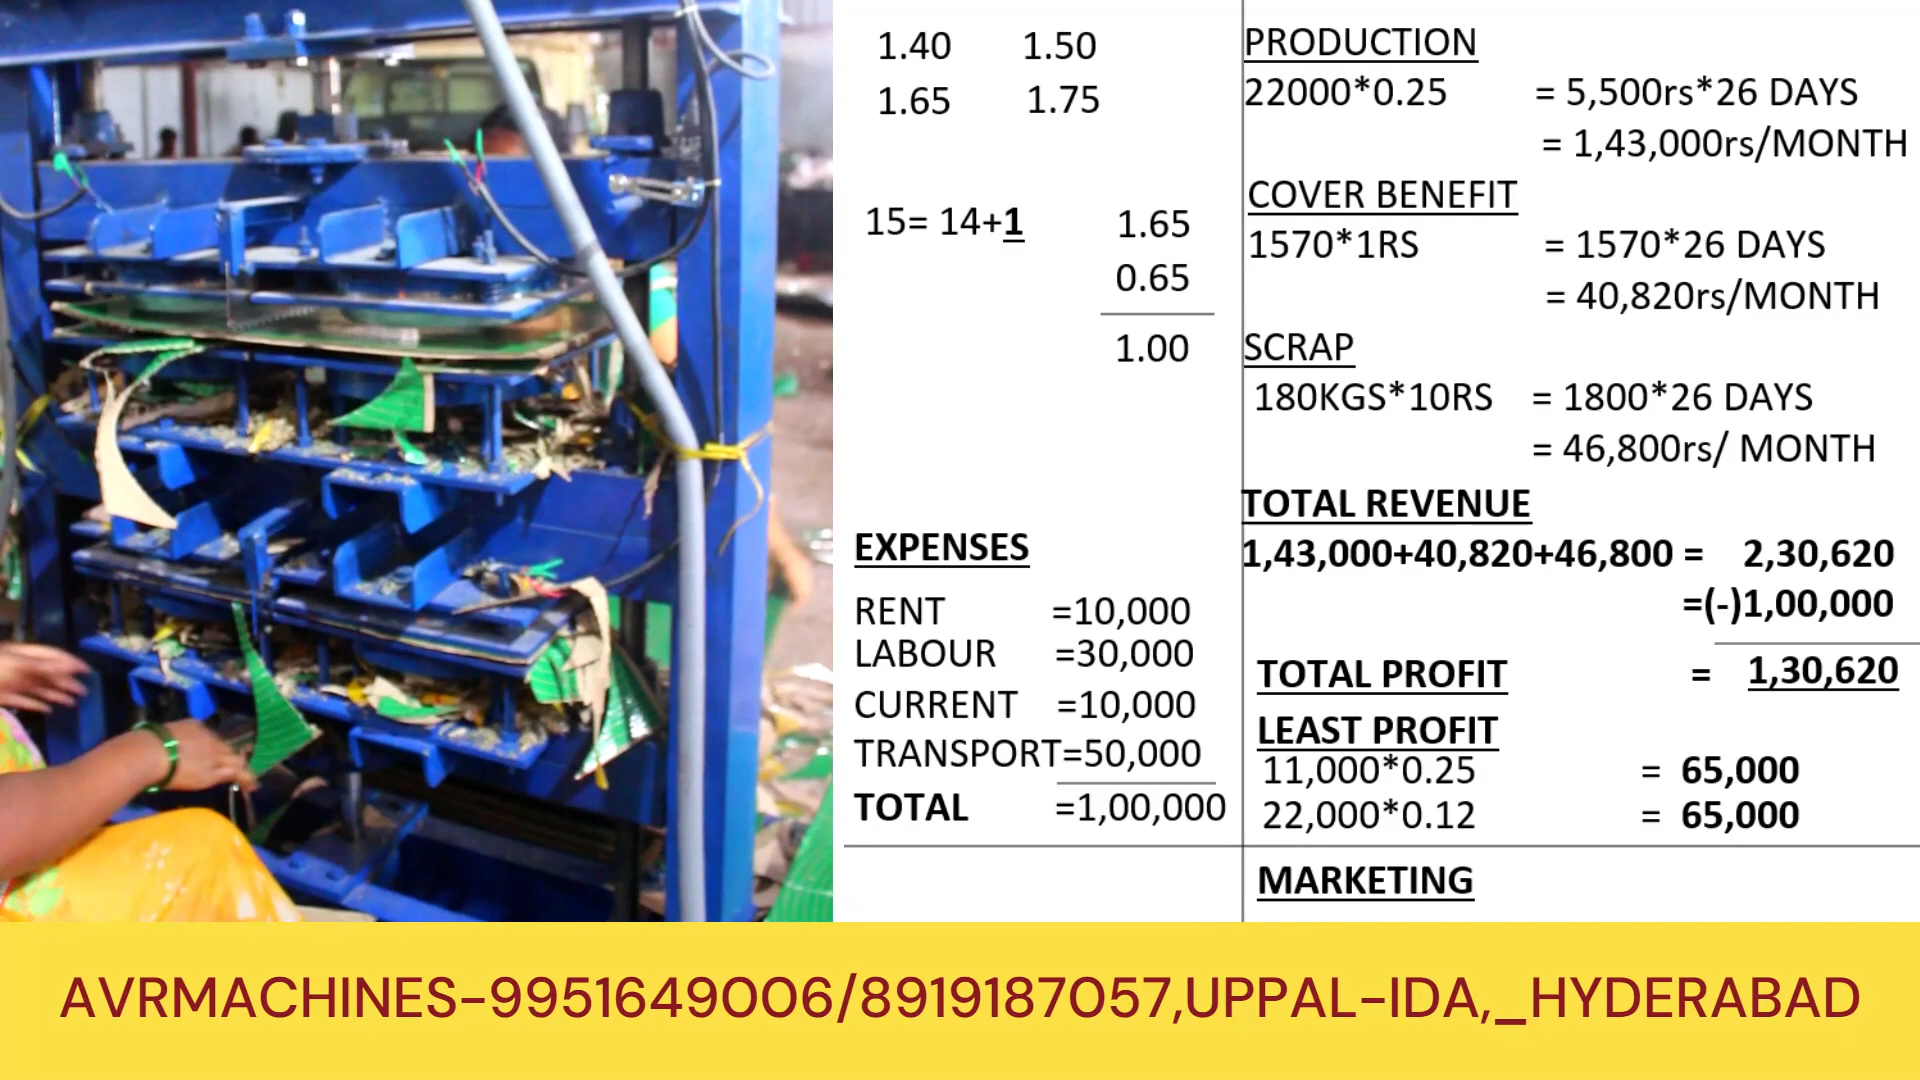 1.40 1.50
1.65 1.75
15= 14+1 1.65
0.65
1.00
EXPENSES
RENT =10,000
LABOUR =30,000
CURRENT =10,000
TRANSPORT=50,000
TOTAL =1,00,000
PRODUCTION
22000*0.25 = 5,500rs*26 DAYS
= 1,43,000rs/MONTH
COVER BENEFIT
1570*1RS = 1570*26 DAYS
= 40,820rs/MONTH
SCRAP
180KGS*10RS = 1800*26 DAYS
= 46,800rs/ MONTH
TOTAL REVENUE
1,43,000+40,820+46,800 = 2,30,620
=(-)1,00,000
TOTAL PROFIT = 1,30,620
LEAST PROFIT
11,000*0.25 = 65,000
22,000*0.12 = 65,000
MARKETING
AVRMACHINES-9951649006/8919187057,UPPAL-IDA,_HYDERABAD